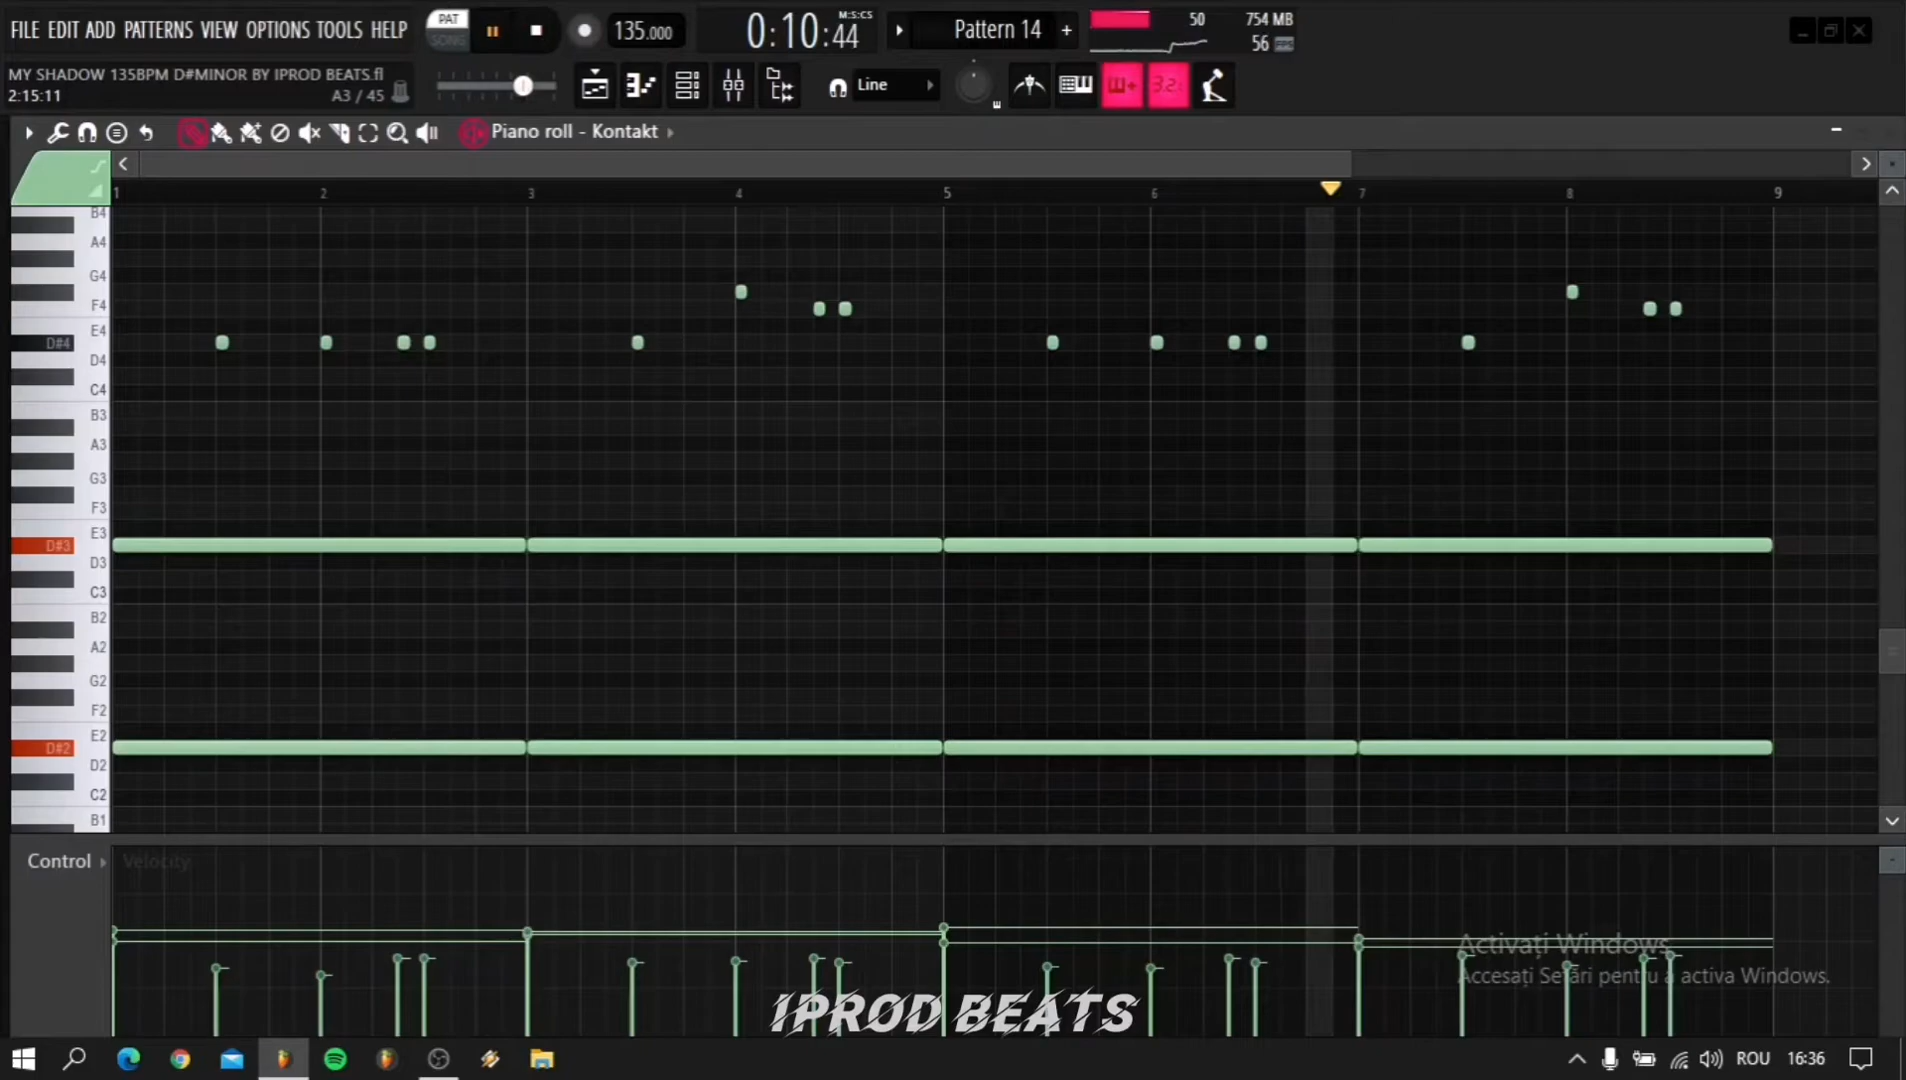 FILE EDIT ADD PATTERNS VIEW OPTIONS TOOLS HELP
PAT
SONG
135.000
0:10:44
M:S:CS
Pattern 14
+
50
754 MB
56
MY SHADOW 135BPM D#MINOR BY IPROD BEATS.fl
2:15:11
A3 / 45
Line
3.2.
Piano roll - Kontakt
1 2 3 4 5 6 7 8 9
B4
A4
G4
F4
E4
D#4
D4
C4
B3
A3
G3
F3
E3
D#3
D3
C3
B2
A2
G2
F2
E2
D#2
D2
C2
B1
Control
Velocity
Activați Windows
Accesați Setări pentru a activa Windows.
IPROD BEATS
ROU
16:36